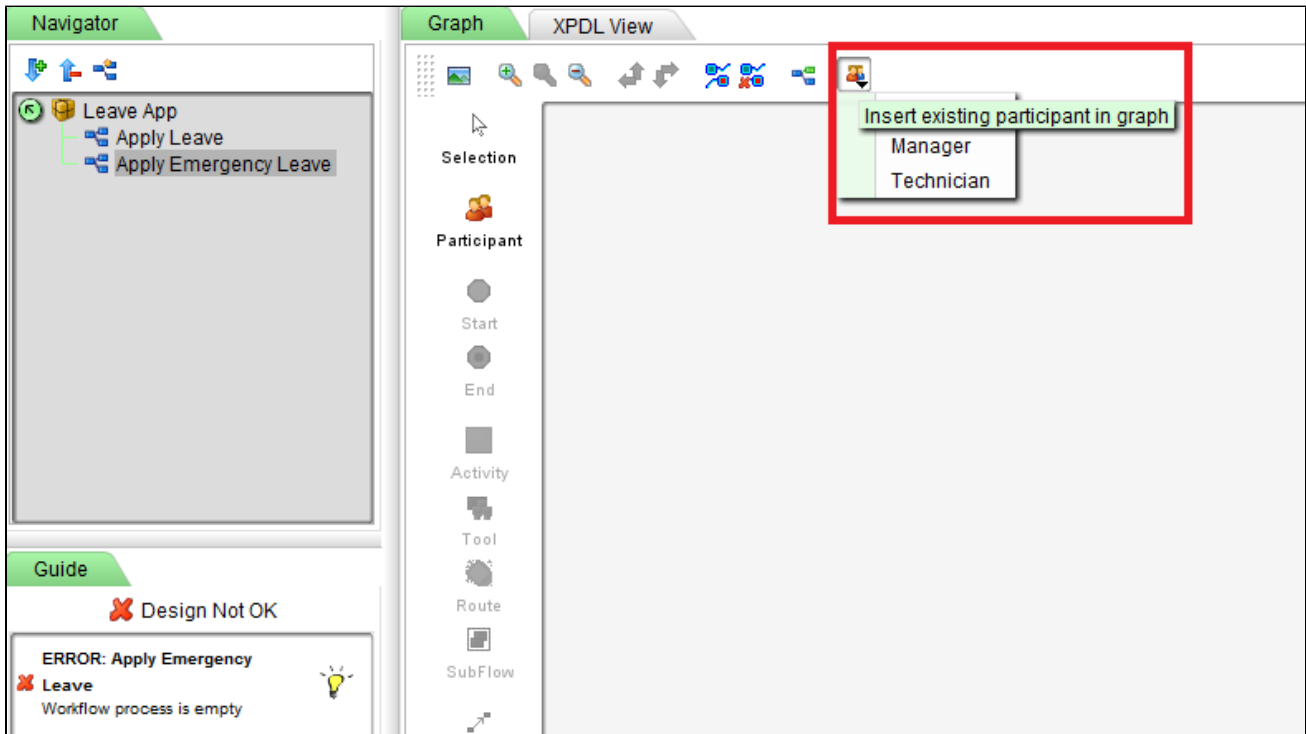 Navigator
Leave App
Apply Leave
Apply Emergency Leave
Guide
Design Not OK
ERROR: Apply Emergency
Leave
Workflow process is empty
Graph
XPDL View
Insert existing participant in graph
Manager
Technician
Selection
Participant
Start
End
Activity
Tool
Route
SubFlow